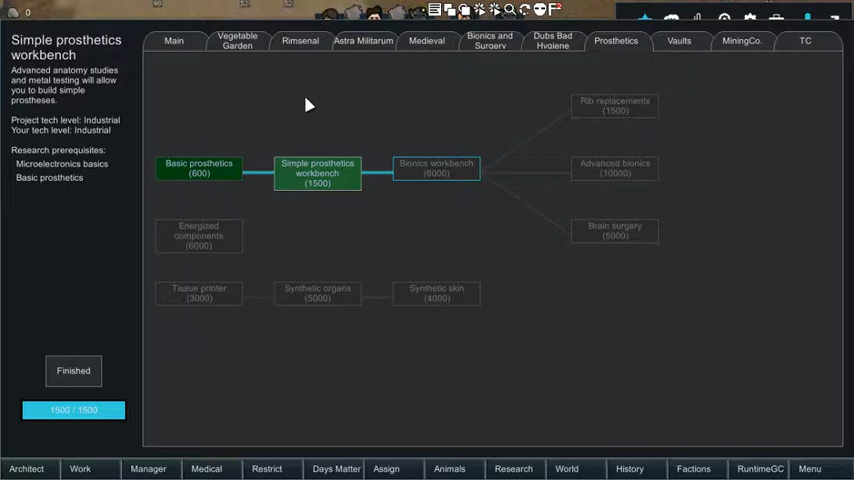 0
48
52
52
F2
Simple prosthetics
workbench
Advanced anatomy studies
and metal testing will allow
you to build simple
prostheses.
Project tech level: Industrial
Your tech level: Industrial
Research prerequisites:
Microelectronics basics
Basic prosthetics
Finished
1500 / 1500
Main
Vegetable
Garden
Rimsenal
Astra Militarum
Medieval
Bionics and
Surgery
Dubs Bad
Hygiene
Prosthetics
Vaults
MiningCo.
TC
Rib replacements
(1500)
Basic prosthetics
(600)
Simple prosthetics
workbench
(1500)
Bionics workbench
(6000)
Advanced bionics
(10000)
Energized
components
(6000)
Brain surgery
(5000)
Tissue printer
(3000)
Synthetic organs
(5000)
Synthetic skin
(4000)
Architect
Work
Manager
Medical
Restrict
Days Matter
Assign
Animals
Research
World
History
Factions
RuntimeGC
Menu